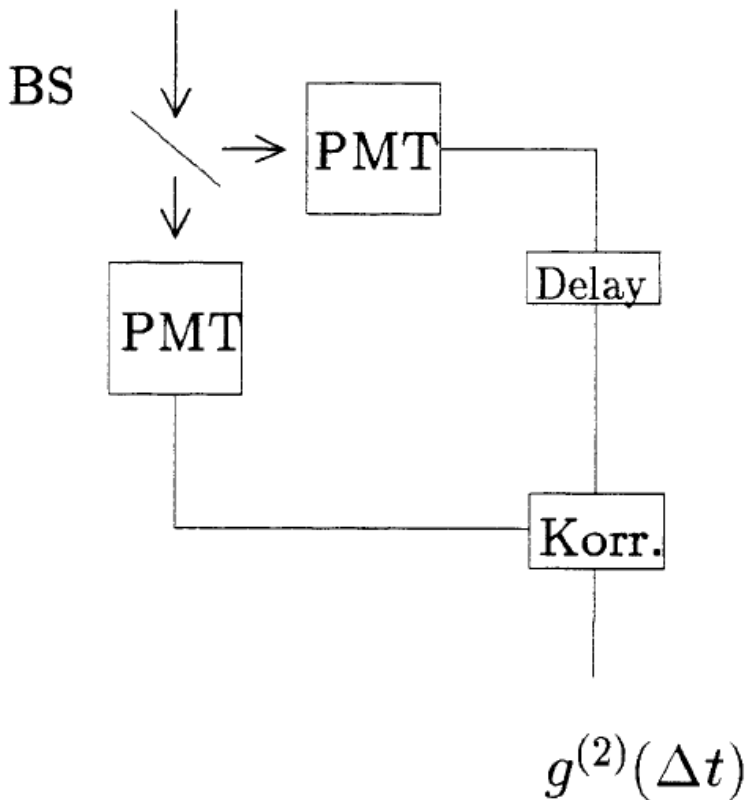 BS
PMT
PMT
Delay
Korr.
g^{(2)}(Δt)